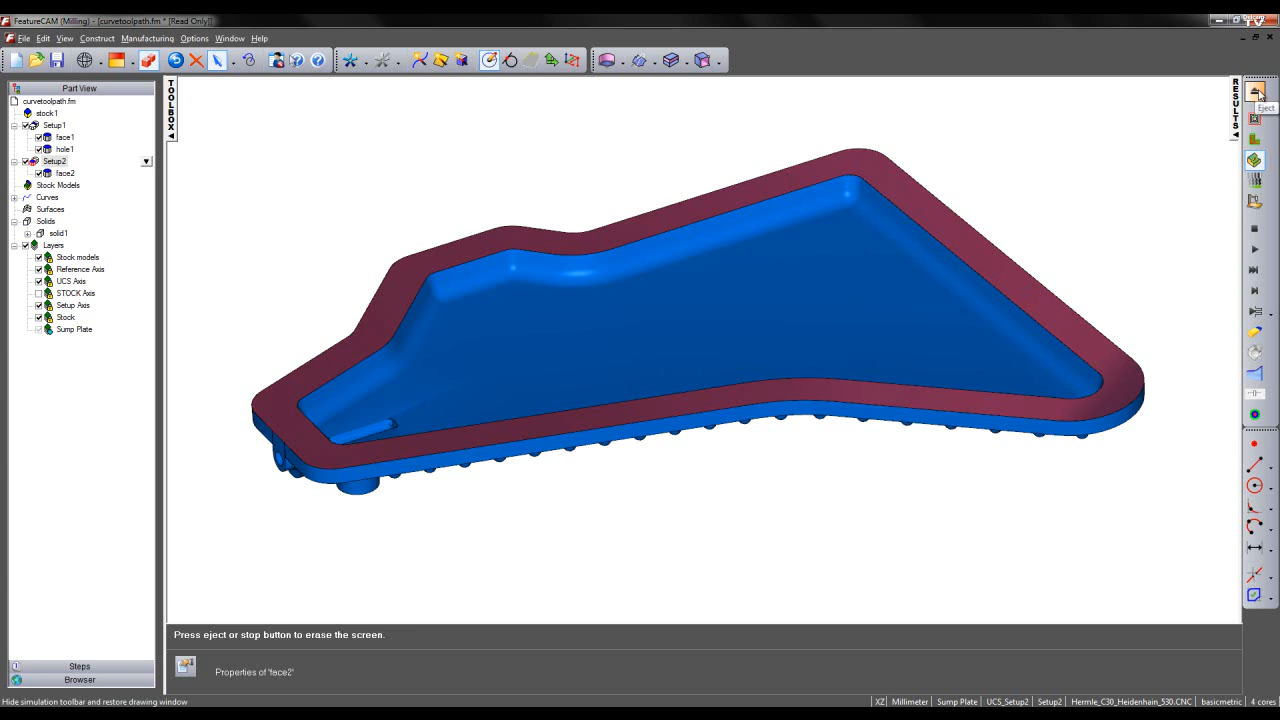 FeatureCAM (Milling) - [curvetoolpath.fm * [Read Only]]
TV
File Edit View Construct Manufacturing Options Window Help
Part View
curvetoolpath.fm
stock1
Setup1
face1
hole1
Setup2
face2
Stock Models
Curves
Surfaces
Solids
solid1
Layers
Stock models
Reference Axis
UCS Axis
STOCK Axis
Setup Axis
Stock
Sump Plate
Steps
Browser
TOOLBOX
RESULTS
Eject
Press eject or stop button to erase the screen.
Properties of 'face2'
Hide simulation toolbar and restore drawing window
XZ Millimeter Sump Plate UCS_Setup2 Setup2 Hermle_C30_Heidenhain_530.CNC basicmetric 4 cores